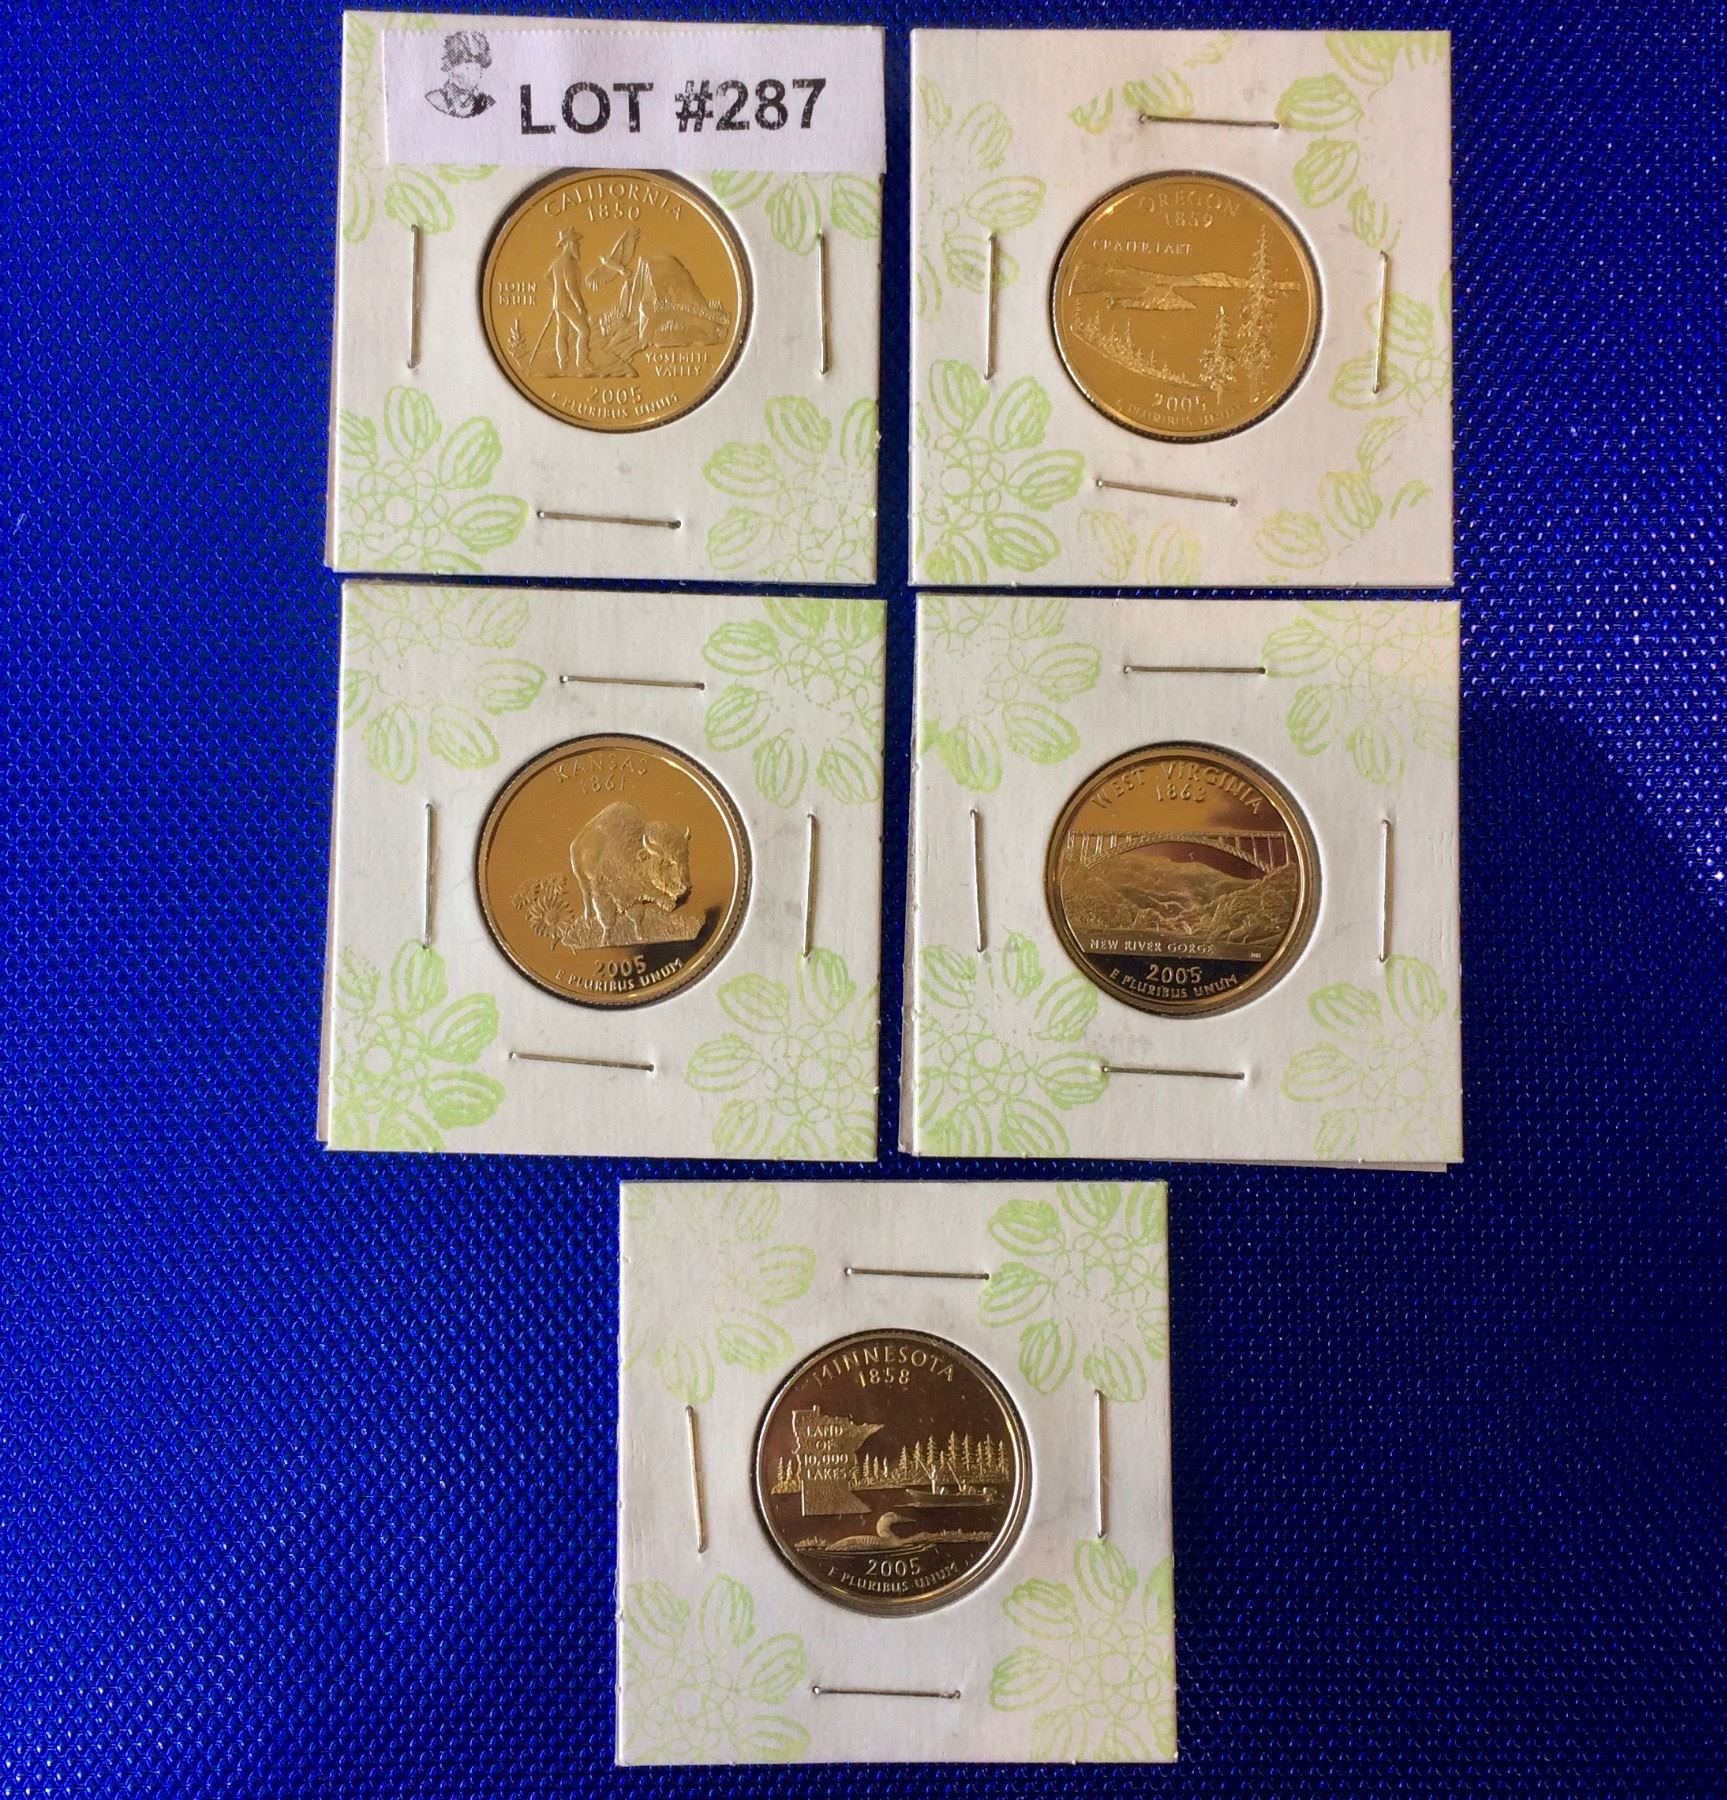 LOT #287
CALIFORNIA
1850
JOHN
MUIR
YOSEMITE
VALLEY
2005
E PLURIBUS UNUM
OREGON
1859
CRATER LAKE
2005
E PLURIBUS UNUM
KANSAS
1861
2005
E PLURIBUS UNUM
WEST VIRGINIA
1863
NEW RIVER GORGE
2005
E PLURIBUS UNUM
MINNESOTA
1858
LAND
OF
10,000
LAKES
2005
E PLURIBUS UNUM